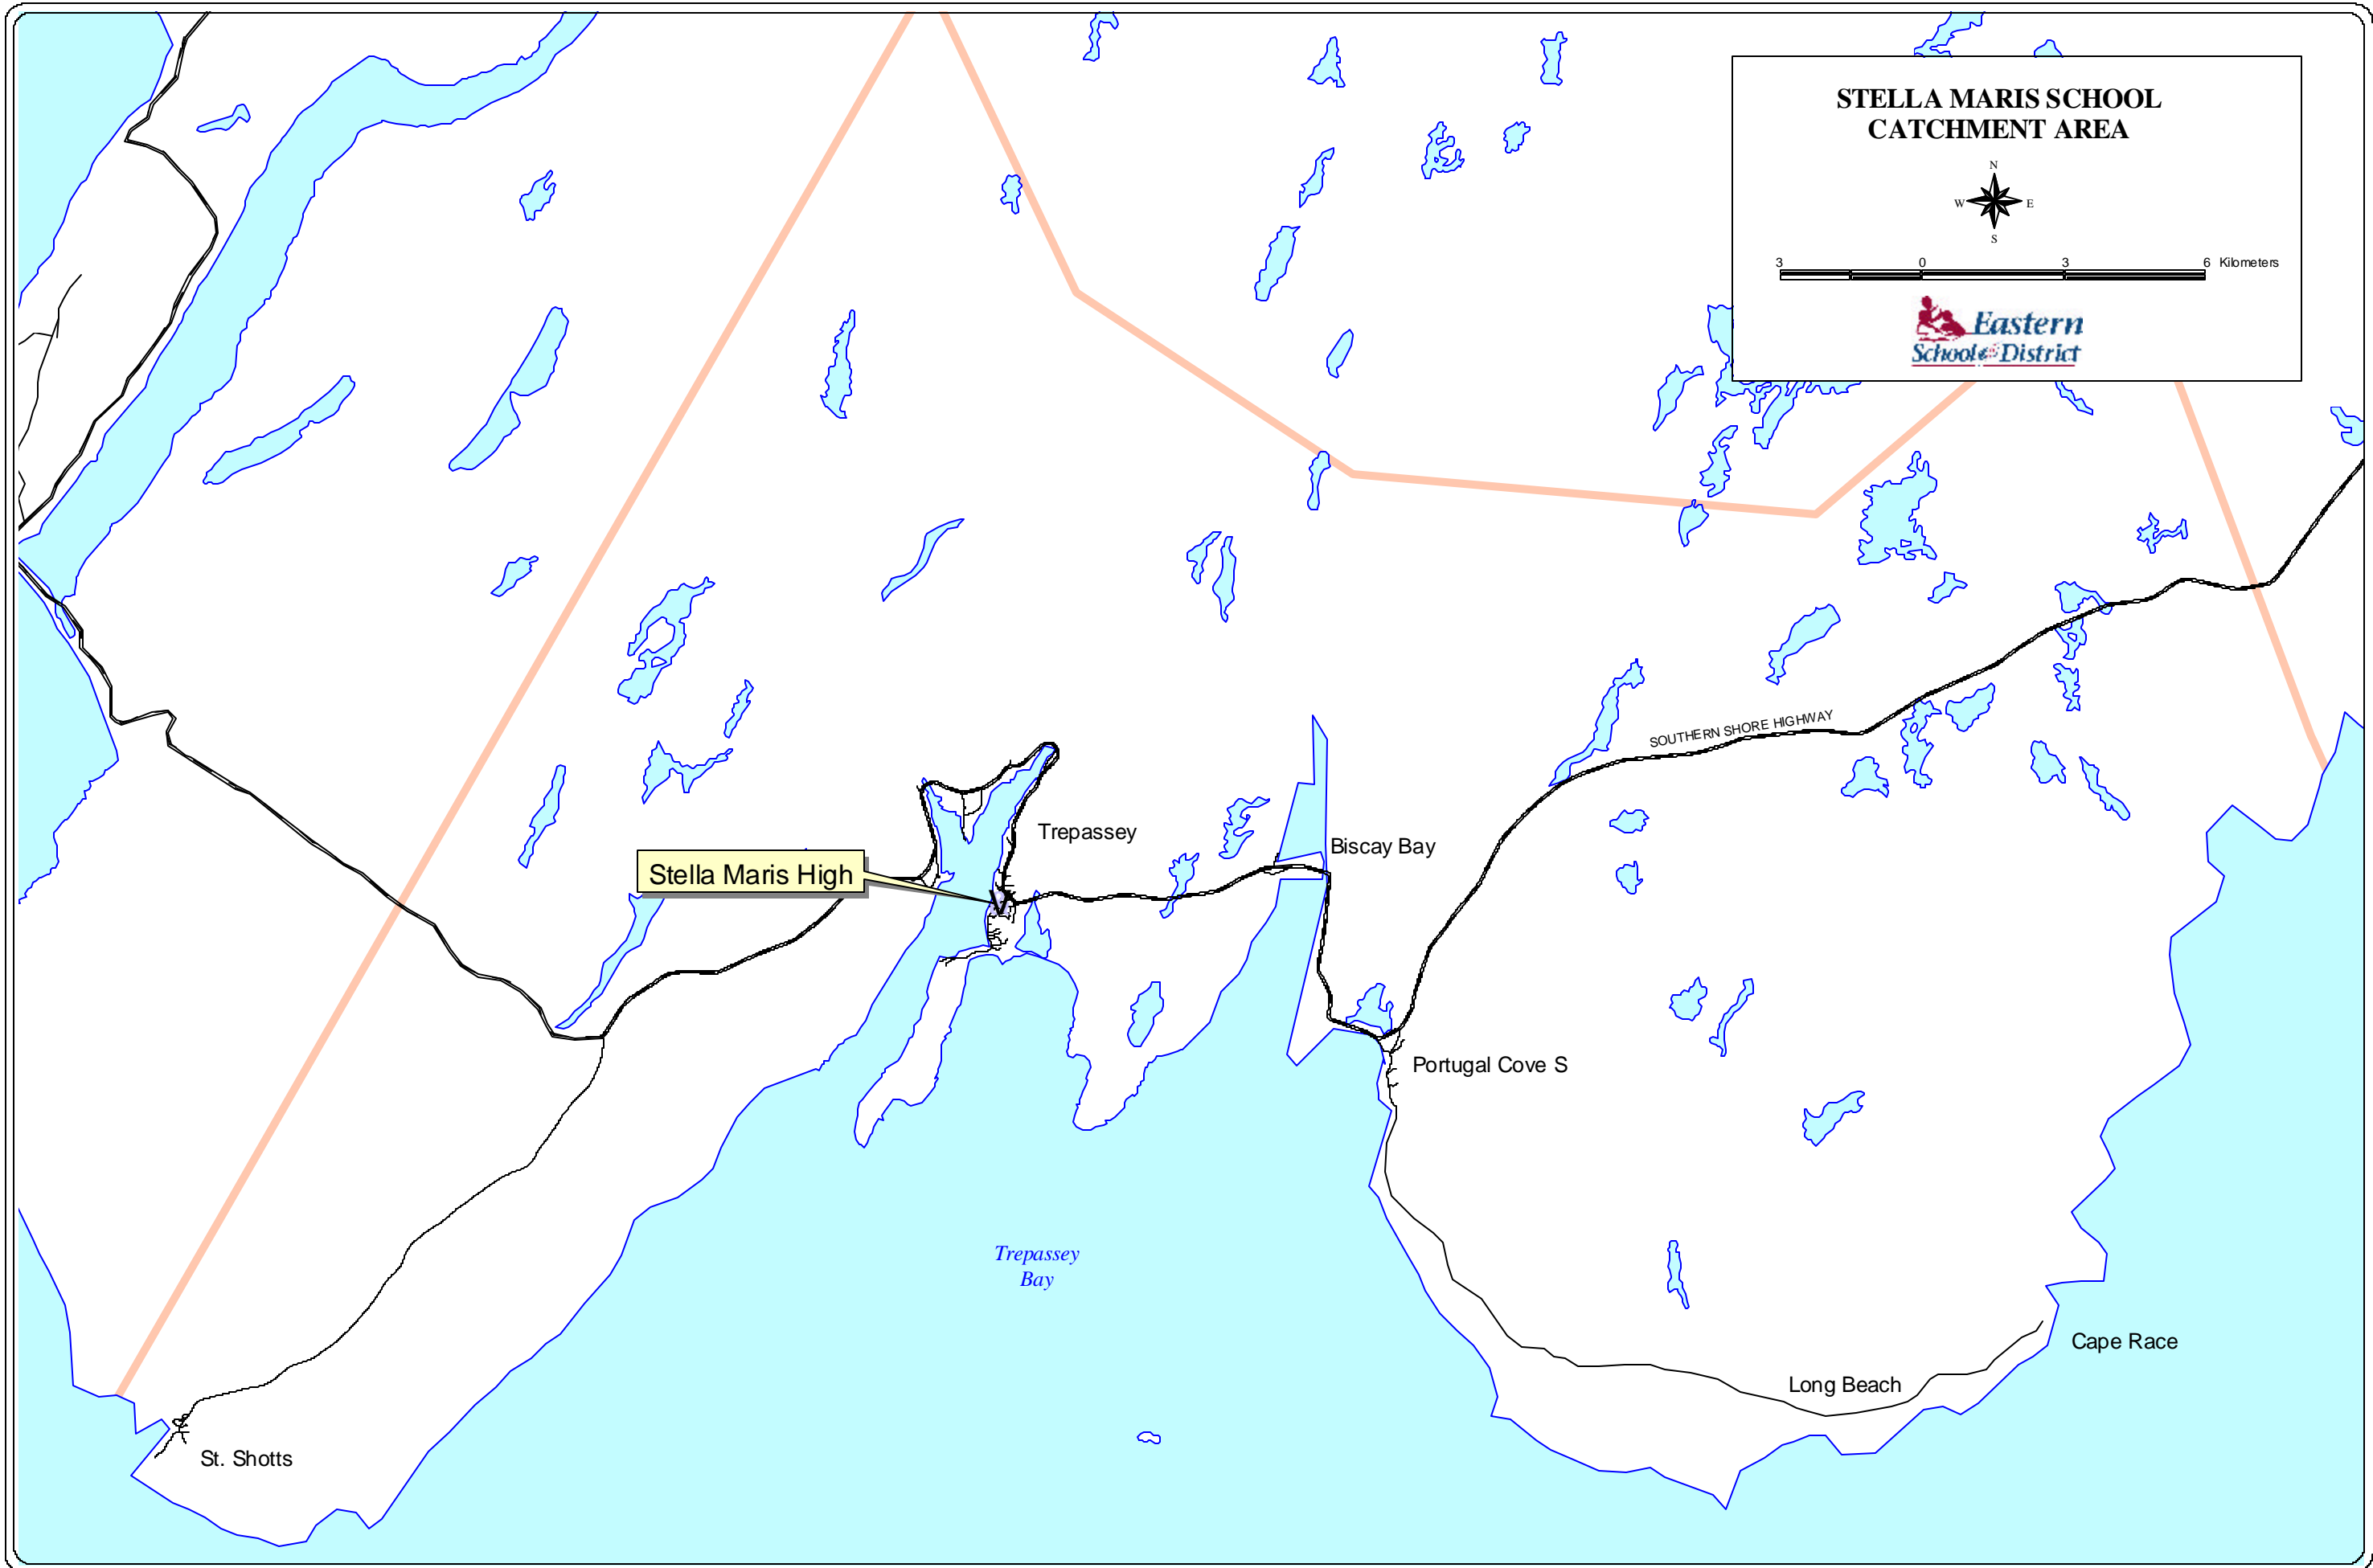 STELLA MARIS SCHOOL
CATCHMENT AREA
N
W E
S
3 0 3 6 Kilometers
Eastern
School District
SOUTHERN SHORE HIGHWAY
Trepassey
Biscay Bay
Stella Maris High
Portugal Cove S
Trepassey
Bay
Cape Race
Long Beach
St. Shotts